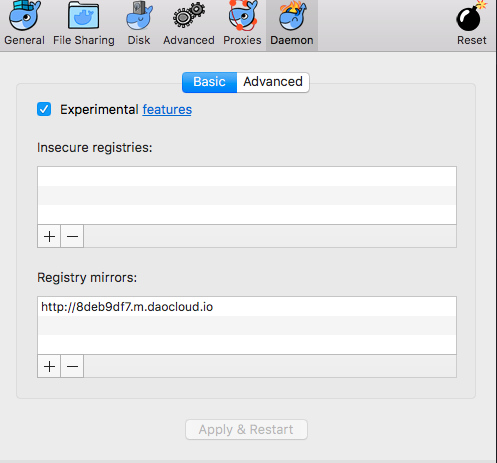 General File Sharing Disk Advanced Proxies Daemon Reset
Basic Advanced
Experimental features
Insecure registries:
Registry mirrors:
http://8deb9df7.m.daocloud.io
Apply & Restart